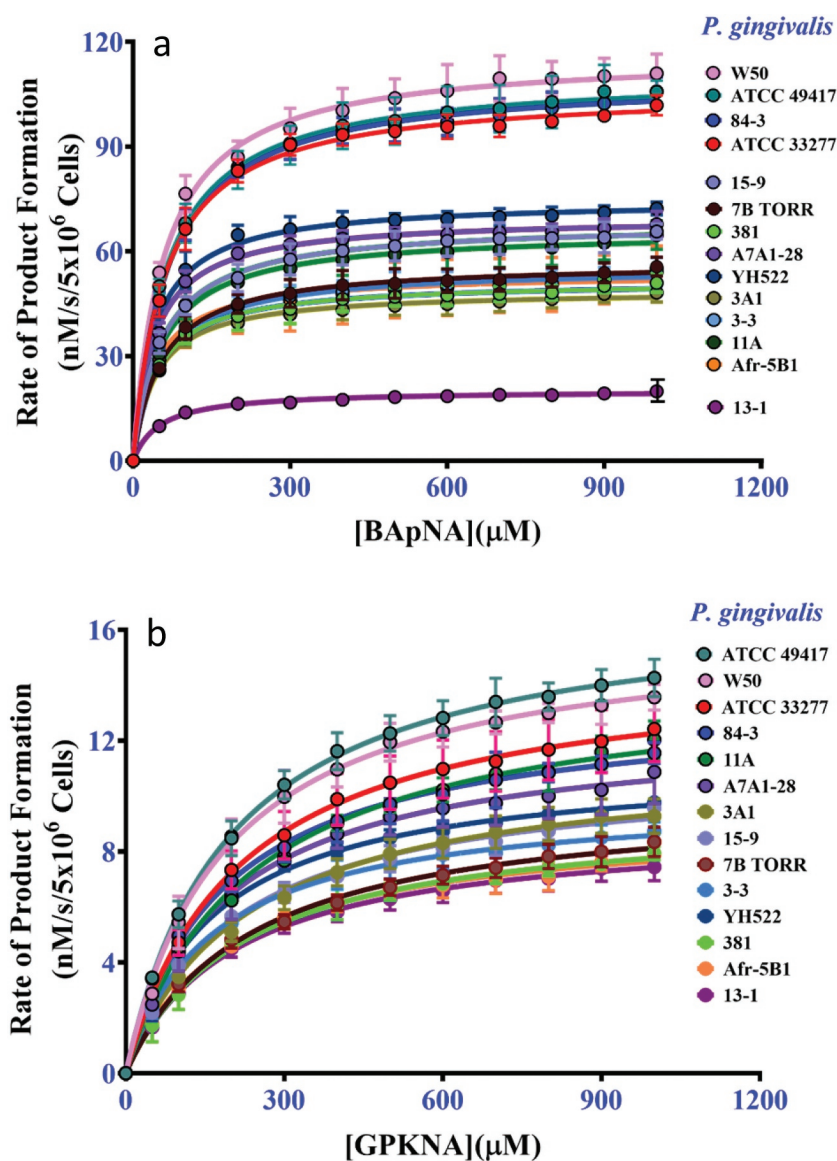 a
P. gingivalis
120
90
60
30
0
0
300
600
900
1200
Rate of Product Formation
(nM/s/5x10⁶ Cells)
[BApNA](μM)
W50
ATCC 49417
84-3
ATCC 33277
15-9
7B TORR
381
A7A1-28
YH522
3A1
3-3
11A
Afr-5B1
13-1
b
P. gingivalis
16
12
8
4
0
0
300
600
900
1200
Rate of Product Formation
(nM/s/5x10⁶ Cells)
[GPKNA](μM)
ATCC 49417
W50
ATCC 33277
84-3
11A
A7A1-28
3A1
15-9
7B TORR
3-3
YH522
381
Afr-5B1
13-1